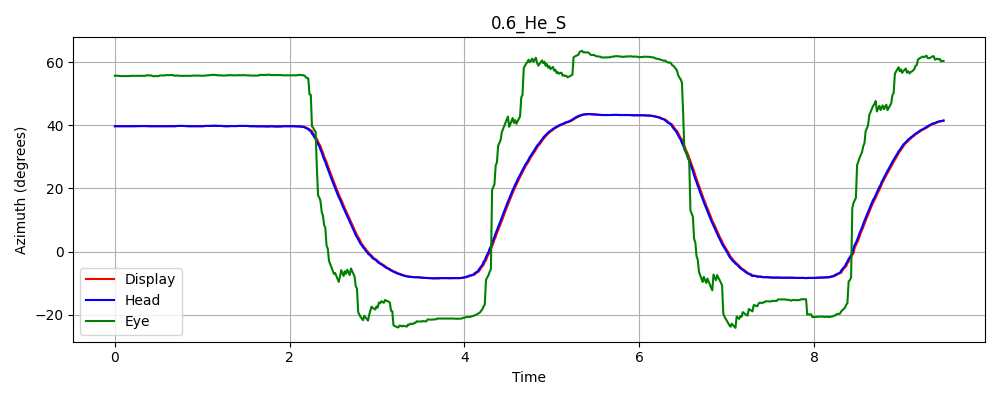 0.6_He_S
Azimuth (degrees)
60
40
20
0
−20
Display
Head
Eye
0 2 4 6 8
Time